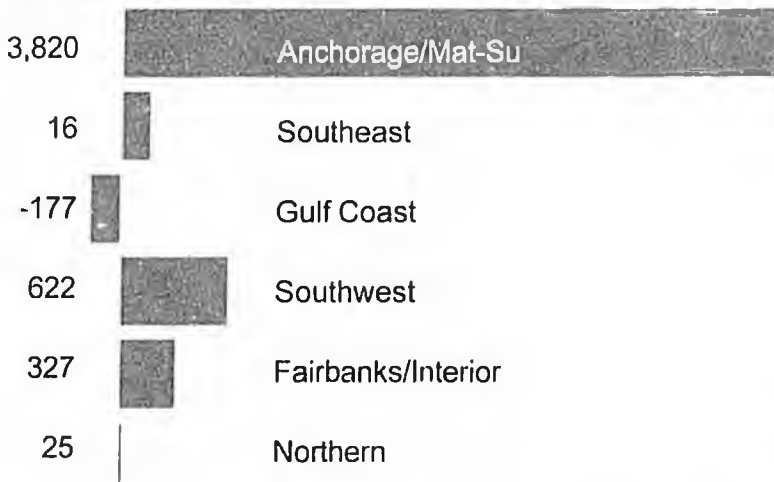 3,820 Anchorage/Mat-Su
16 Southeast
-177 Gulf Coast
622 Southwest
327 Fairbanks/Interior
25 Northern